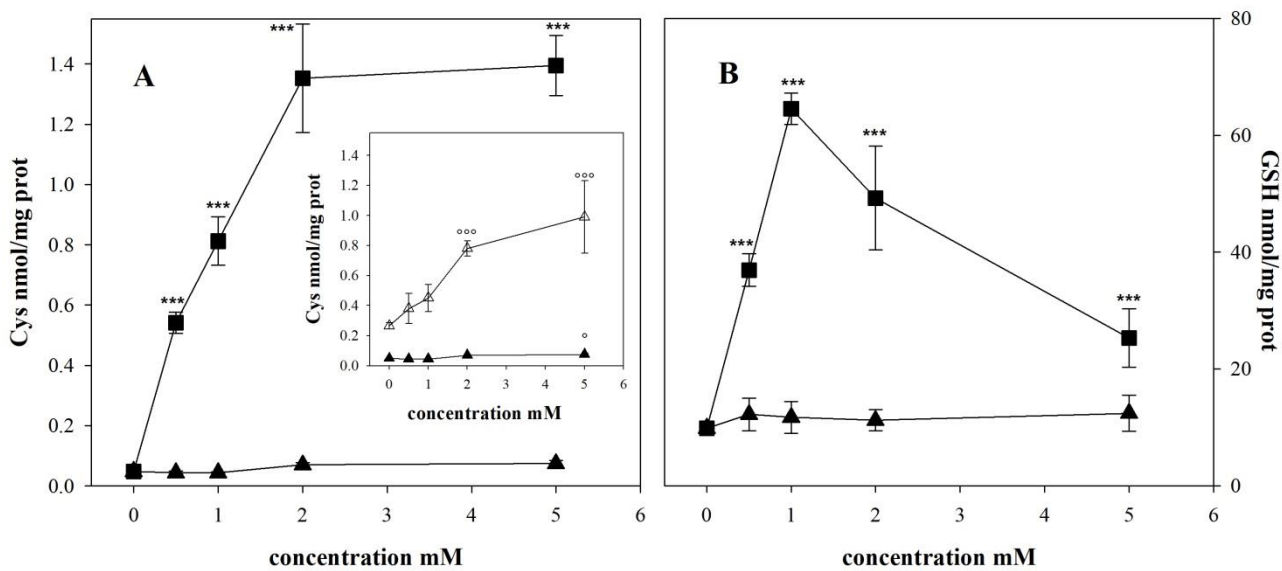 A
Cys nmol/mg prot
1.4
1.2
1.0
0.8
0.6
0.4
0.2
0.0
***
***
***
***
0 1 2 3 4 5 6
concentration mM
Cys nmol/mg prot
1.4
1.2
1.0
0.8
0.6
0.4
0.2
0.0
°°°
°°°
°
0 1 2 3 4 5 6
concentration mM
B
***
***
***
***
80
60
40
20
0
GSH nmol/mg prot
0 1 2 3 4 5 6
concentration mM